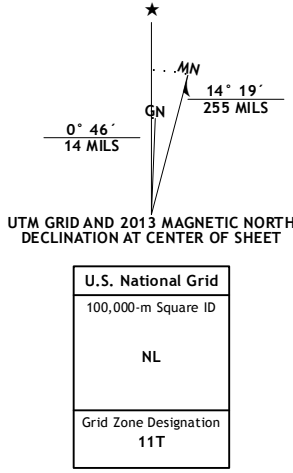 ★
MN
GN
14° 19´
255 MILS
0° 46´
14 MILS
UTM GRID AND 2013 MAGNETIC NORTH
DECLINATION AT CENTER OF SHEET
U.S. National Grid
100,000-m Square ID
NL
Grid Zone Designation
11T